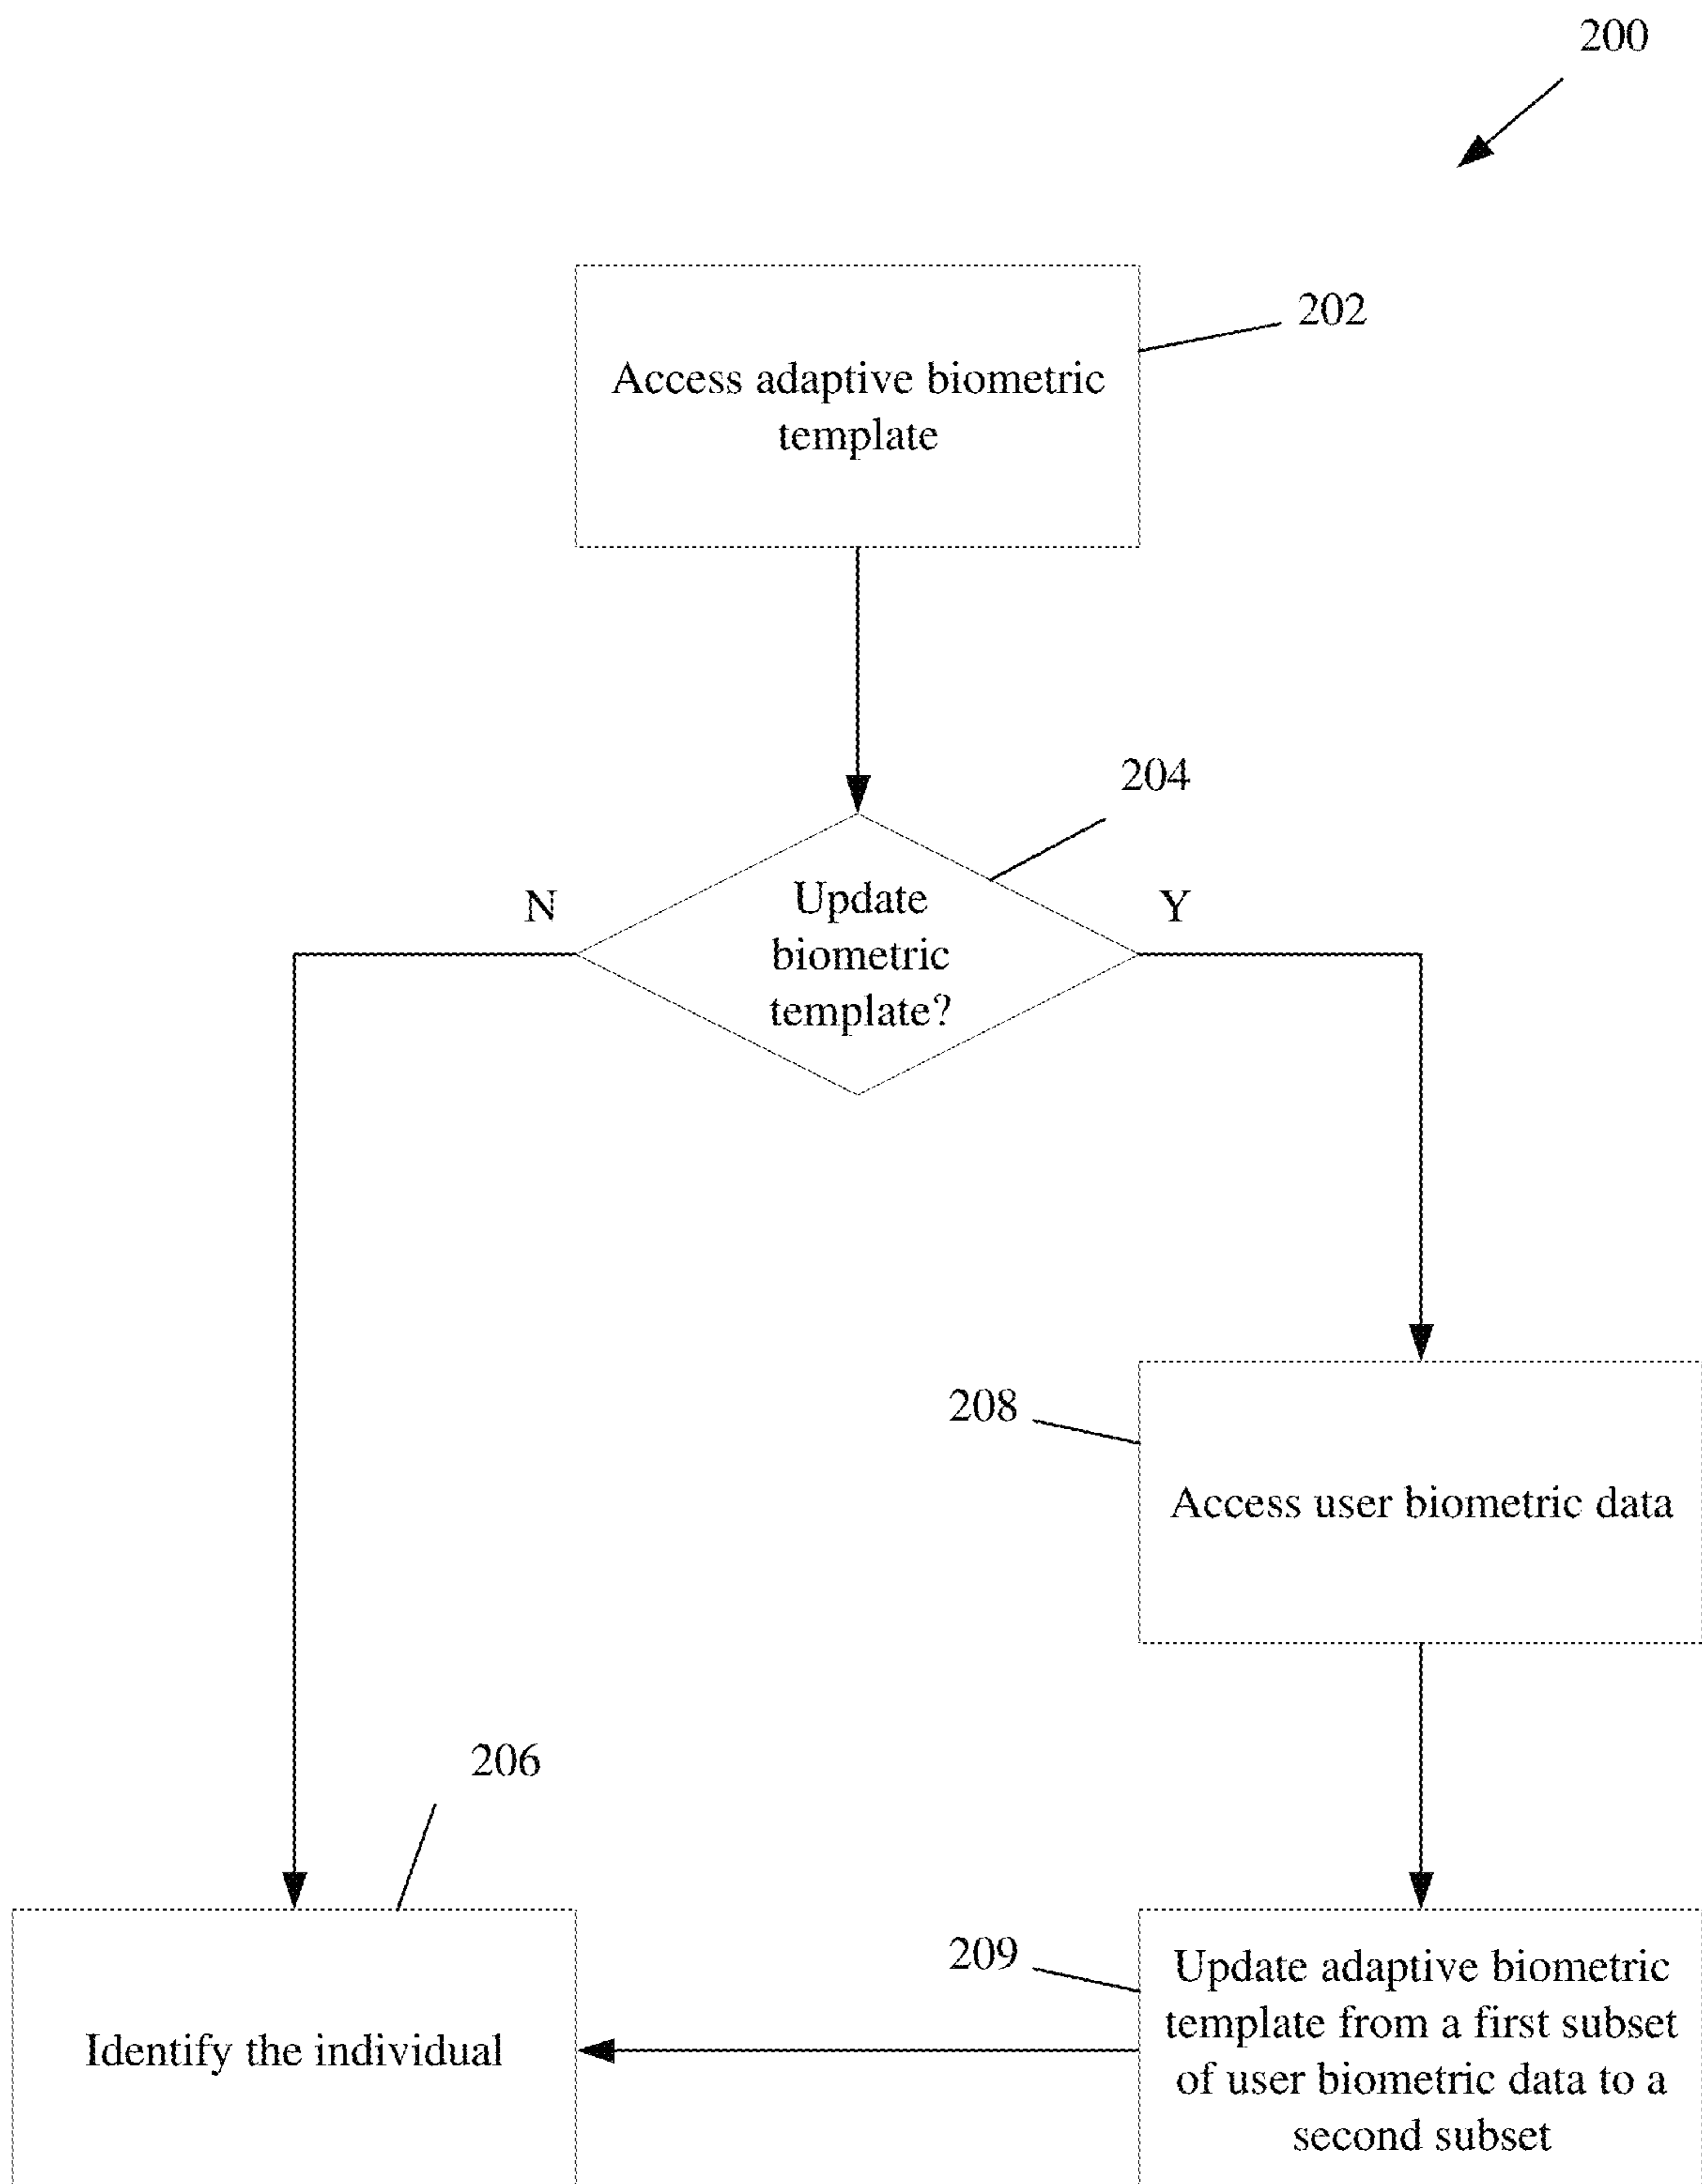 200
202
Access adaptive biometric
template
204
N
Update
biometric
template?
Y
208
Access user biometric data
206
Identify the individual
209
Update adaptive biometric
template from a first subset
of user biometric data to a
second subset